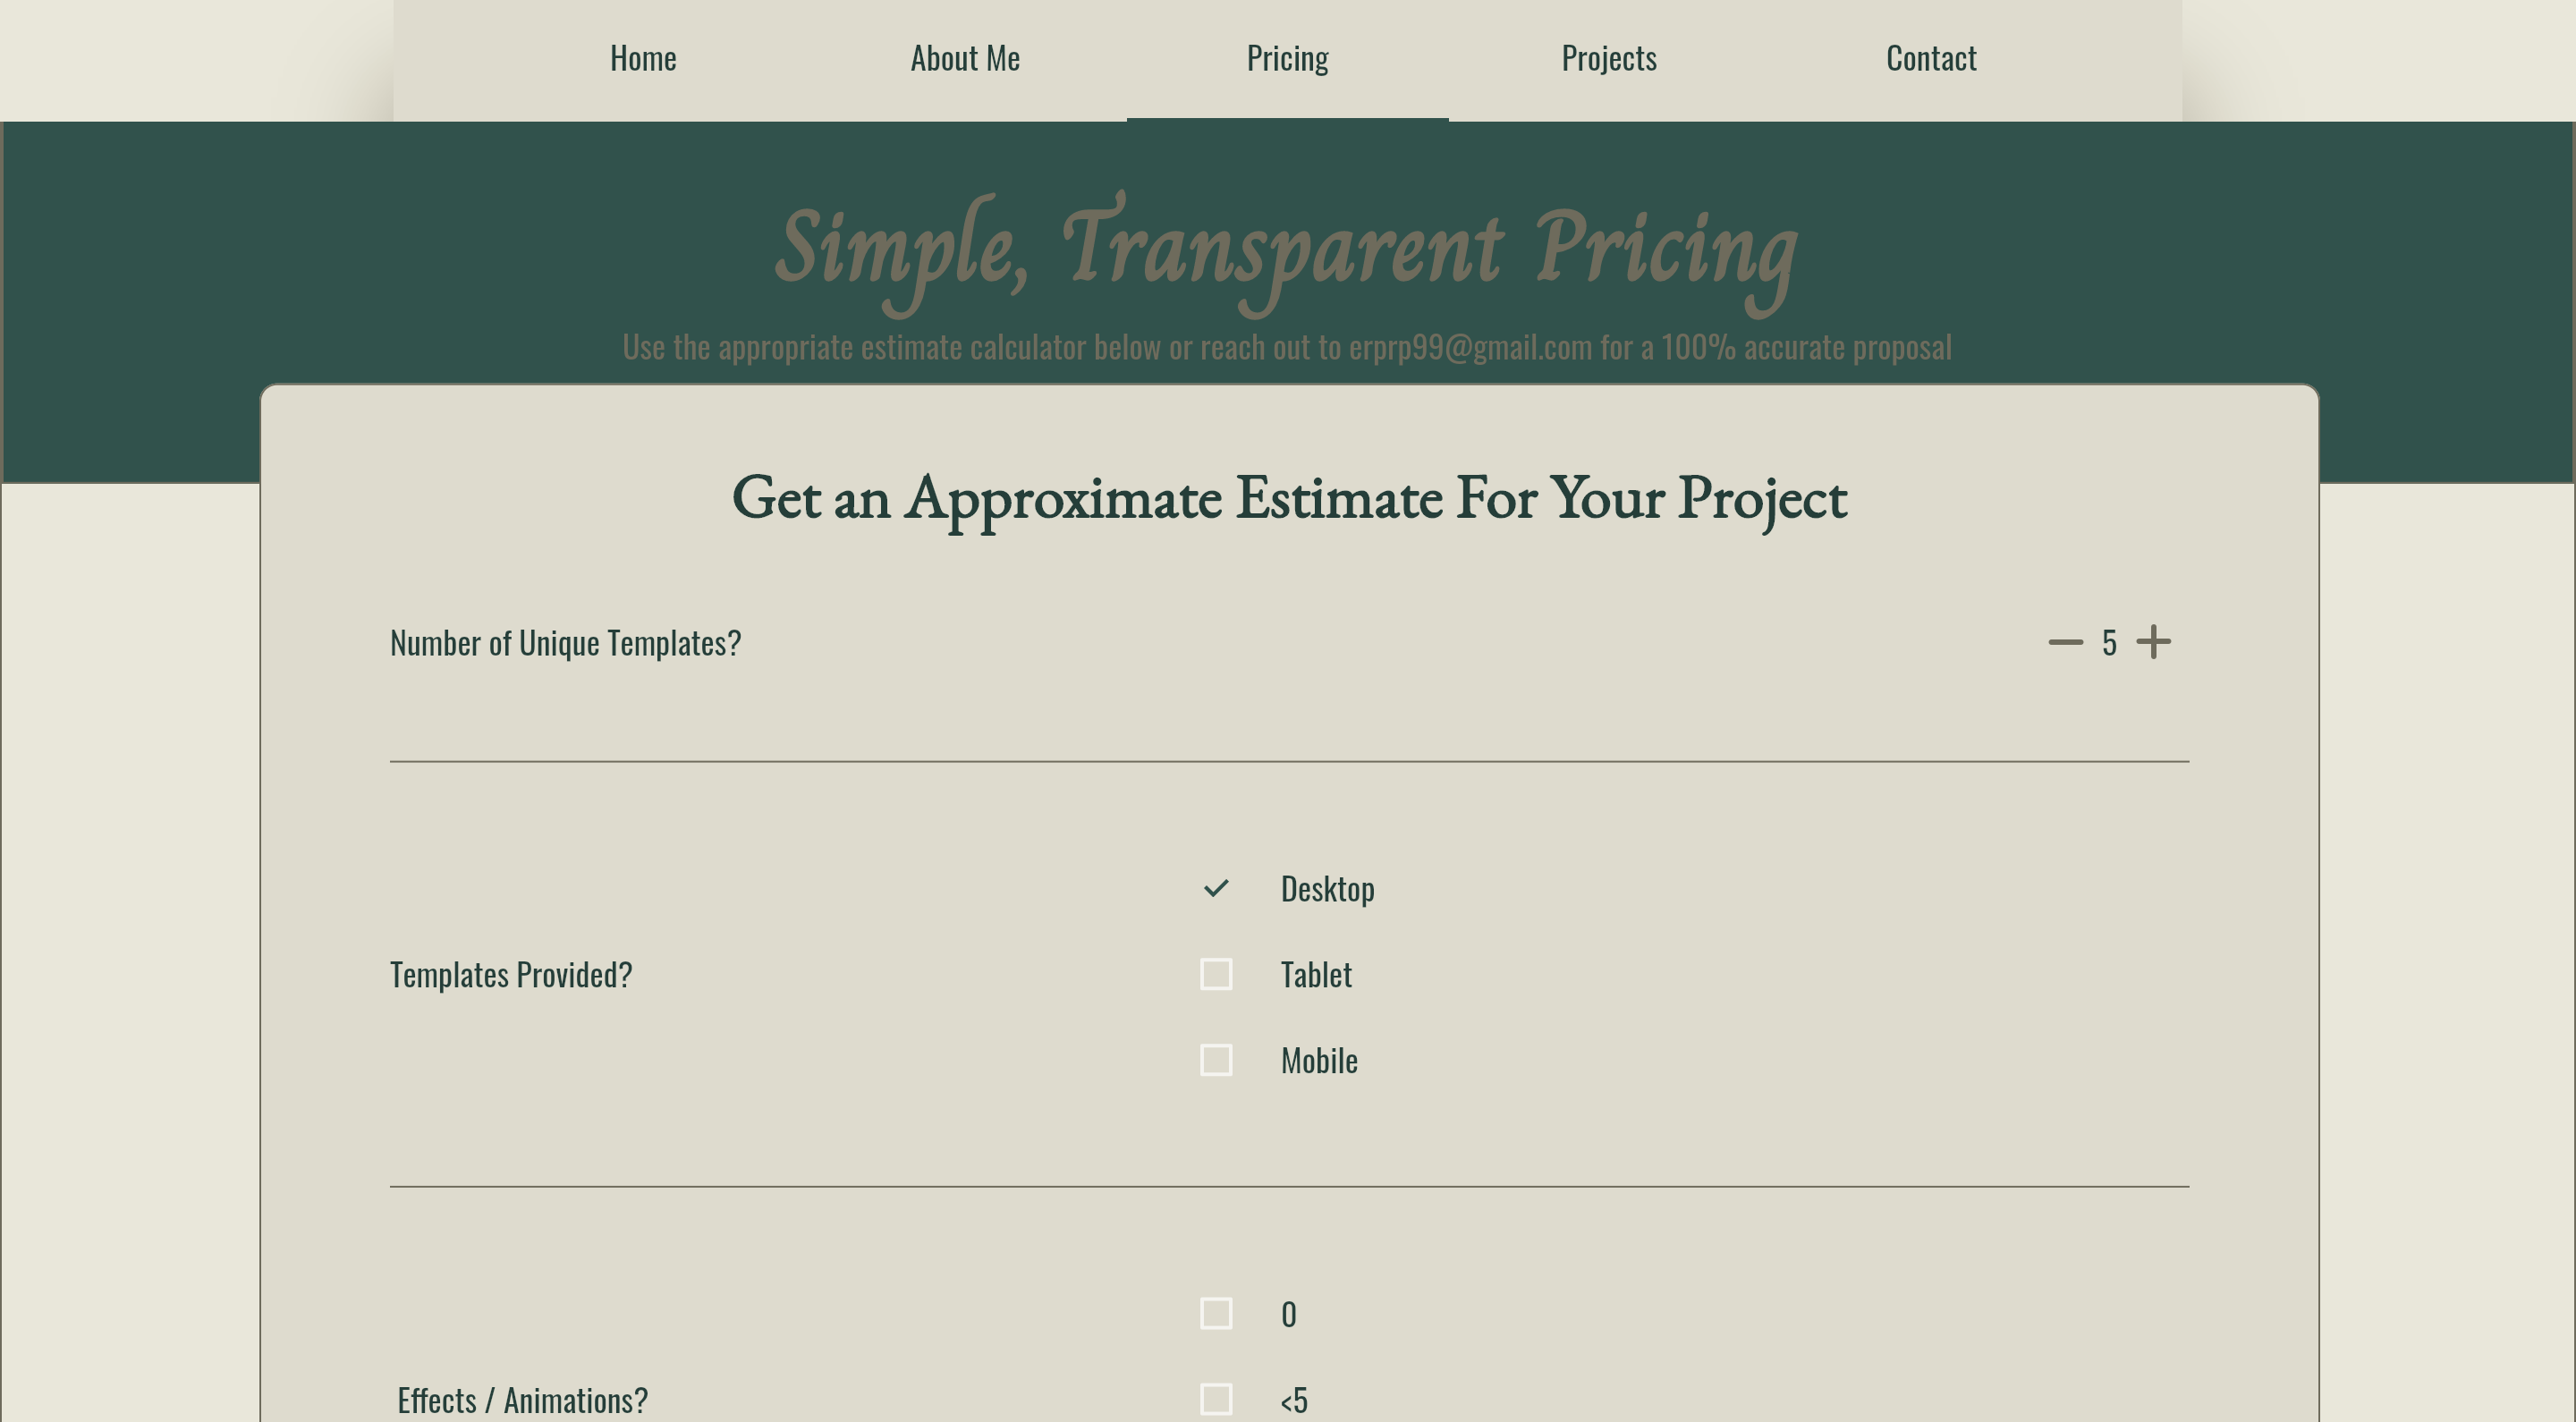 Home
About Me
Pricing
Projects
Contact
Simple, Transparent Pricing
Use the appropriate estimate calculator below or reach out to erprp99@gmail.com for a 100% accurate proposal
Get an Approximate Estimate For Your Project
Number of Unique Templates?
5
Templates Provided?
Desktop
Tablet
Mobile
Effects / Animations?
0
<5